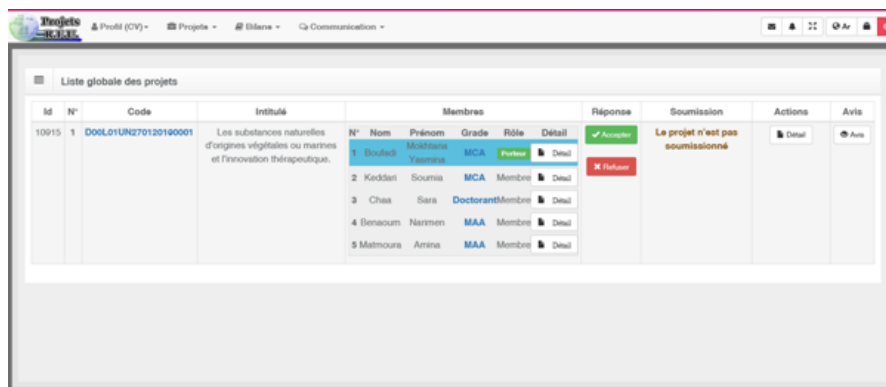 Projets
P.R.F.U.
Profil (CV)
Projets
Bilans
Communication
Ar
Liste globale des projets
Id N° Code Intitulé Membres Réponse Soumission Actions Avis
10915 1 D00L01UN270120190001
Les substances naturelles
d'origines végétales ou marines
et l'innovation thérapeutique.
N° Nom Prénom Grade Rôle Détail
1 Bouledi Mokhtaria Yasmina MCA Porteur Détail
2 Keddari Soumia MCA Membre Détail
3 Chaa Sara Doctorant Membre Détail
4 Benaoum Narimen MAA Membre Détail
5 Matmoura Amina MAA Membre Détail
Accepter
Refuser
Le projet n'est pas
soumissionné
Détail
Avis